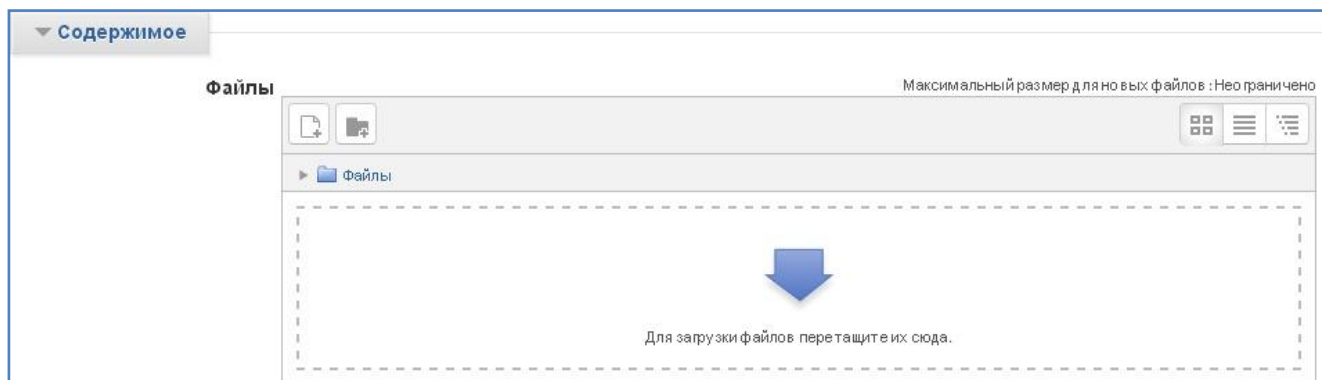 Содержимое
Файлы
Максимальный размер для новых файлов : Неограничено
Файлы
Для загрузки файлов перетащите их сюда.